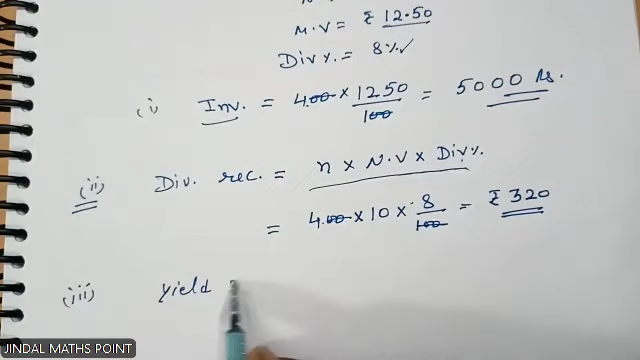 M.V = ₹ 12.50
Div %. = 8%✓
(i) Inv. = 400 × 1250/100 = 5000 Rs.
(ii) Div. rec. = n × N.V × Div%.
= 400 × 10 × 8/100 = ₹ 320
(iii) Yield
JINDAL MATHS POINT